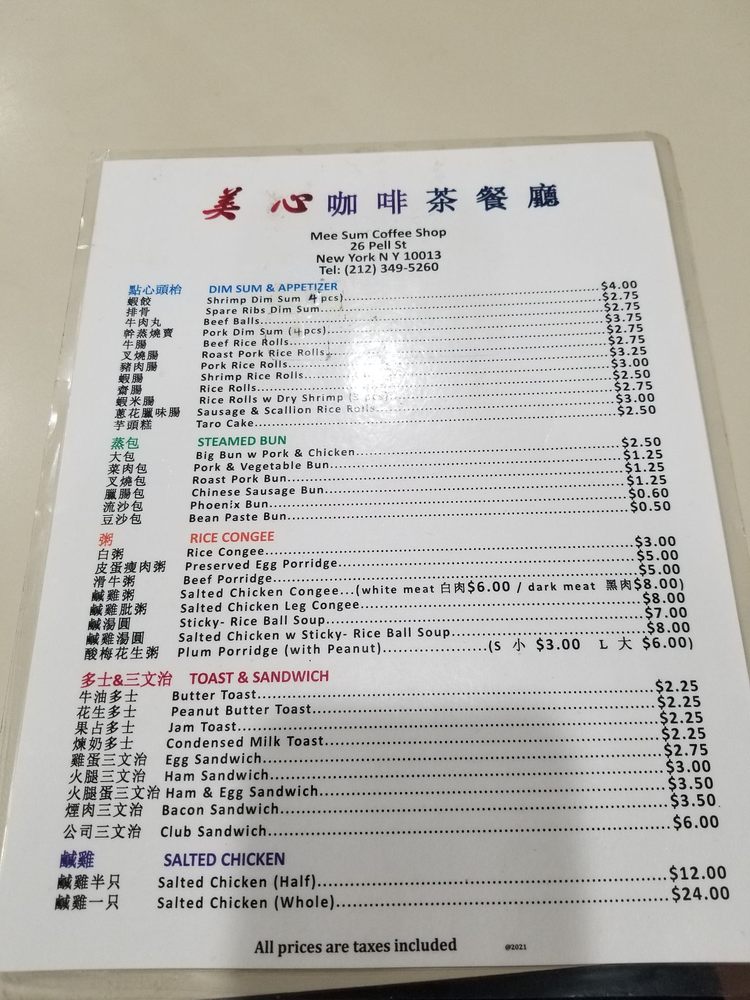 美心咖啡茶餐廳
Mee Sum Coffee Shop
26 Pell St
New York N Y 10013
Tel: (212) 349-5260
點心頭枱 DIM SUM & APPETIZER
蝦餃 Shrimp Dim Sum 4 pcs)........$4.00
排骨 Spare Ribs Dim Sum........$2.75
牛肉丸 Beef Balls........$2.75
幹蒸燒賣 Pork Dim Sum (4 pcs)........$3.75
牛腸 Beef Rice Rolls........$2.75
叉燒腸 Roast Pork Rice Rolls........$2.75
豬肉腸 Pork Rice Rolls........$3.25
蝦腸 Shrimp Rice Rolls........$3.00
齋腸 Rice Rolls........$2.50
蝦米腸 Rice Rolls w Dry Shrimp ........$2.75
蔥花臘味腸 Sausage & Scallion Rice Rolls........$3.00
芋頭糕 Taro Cake........$2.50
蒸包 STEAMED BUN
大包 Big Bun w Pork & Chicken........$2.50
菜肉包 Pork & Vegetable Bun........$1.25
叉燒包 Roast Pork Bun........$1.25
臘腸包 Chinese Sausage Bun........$1.25
流沙包 Phoenix Bun........$0.60
豆沙包 Bean Paste Bun........$0.50
粥 RICE CONGEE
白粥 Rice Congee........$3.00
皮蛋瘦肉粥 Preserved Egg Porridge........$5.00
滑牛粥 Beef Porridge........$5.00
鹹雞粥 Salted Chicken Congee...(white meat 白肉$6.00 / dark meat 黑肉$8.00)
鹹雞肶粥 Salted Chicken Leg Congee........$8.00
鹹湯圓 Sticky- Rice Ball Soup........$7.00
鹹雞湯圓 Salted Chicken w Sticky- Rice Ball Soup........$8.00
酸梅花生粥 Plum Porridge (with Peanut)........(S 小 $3.00 L 大 $6.00)
多士&三文治 TOAST & SANDWICH
牛油多士 Butter Toast........$2.25
花生多士 Peanut Butter Toast........$2.25
果占多士 Jam Toast........$2.25
煉奶多士 Condensed Milk Toast........$2.25
雞蛋三文治 Egg Sandwich........$2.75
火腿三文治 Ham Sandwich........$3.00
火腿蛋三文治 Ham & Egg Sandwich........$3.50
煙肉三文治 Bacon Sandwich........$3.50
公司三文治 Club Sandwich........$6.00
鹹雞 SALTED CHICKEN
鹹雞半只 Salted Chicken (Half)........$12.00
鹹雞一只 Salted Chicken (Whole)........$24.00
All prices are taxes included @2021